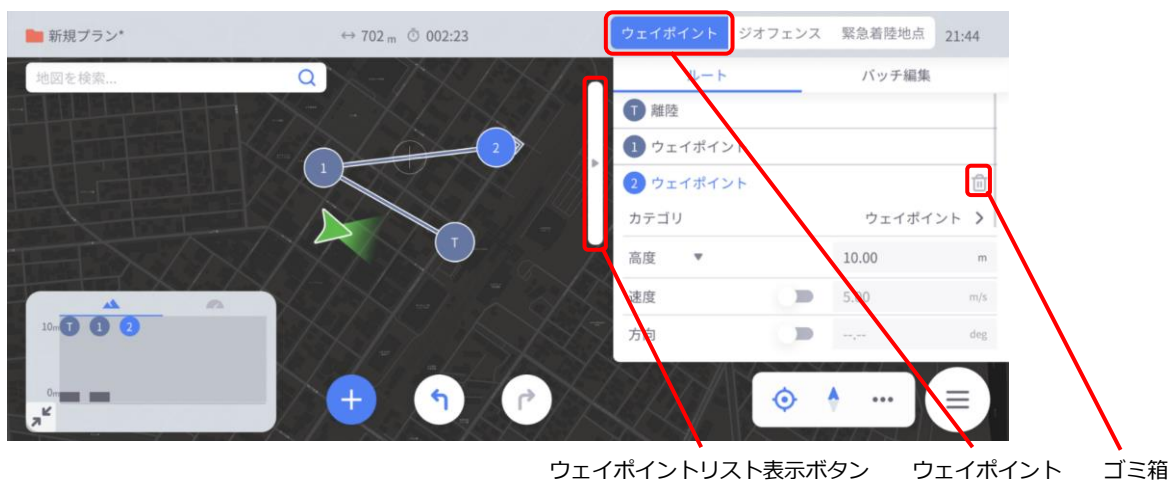 新規プラン*
↔ 702 m 002:23
ウェイポイント ジオフェンス 緊急着陸地点 21:44
地図を検索...
ルート バッチ編集
T 離陸
1 ウェイポイント
2 ウェイポイント
カテゴリ ウェイポイント >
高度 ▼ 10.00 m
速度 5.00 m/s
方向 --.-- deg
1
2
T
10m T 1 2
0m
ウェイポイントリスト表示ボタン ウェイポイント ゴミ箱